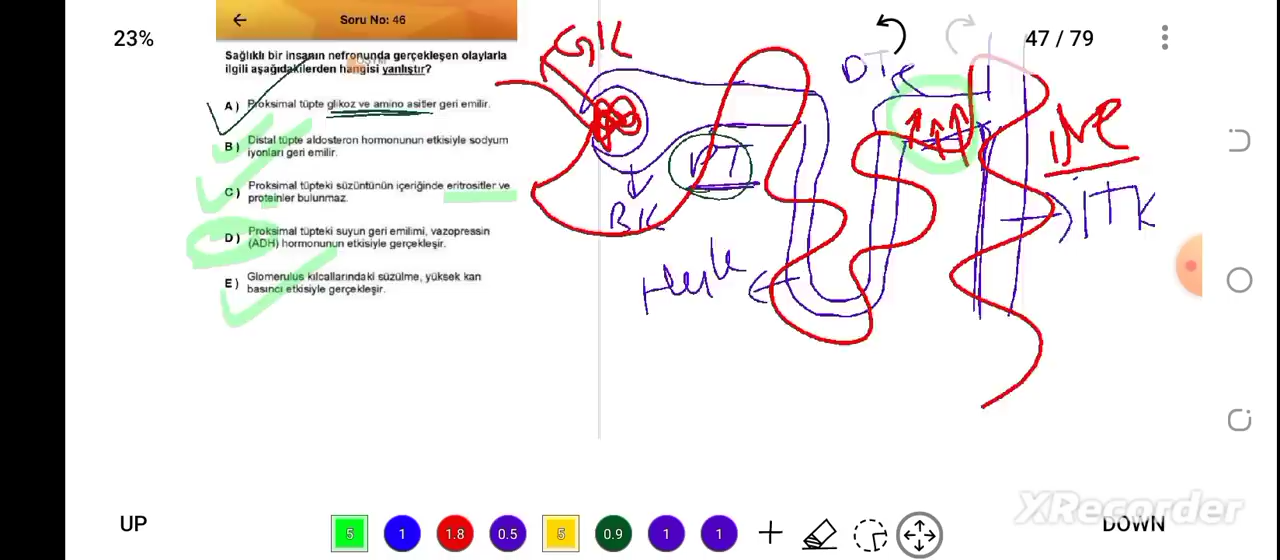 23%
Soru No: 46
47 / 79
Sağlıklı bir insanın nefronunda gerçekleşen olaylarla
ilgili aşağıdakilerden hangisi yanlıştır?
A) Proksimal tüpte glikoz ve amino asitler geri emilir.
B) Distal tüpte aldosteron hormonunun etkisiyle sodyum
iyonları geri emilir.
C) Proksimal tüpteki süzüntünün içeriğinde eritrositler ve
proteinler bulunmaz.
D) Proksimal tüpteki suyun geri emilimi, vazopressin
(ADH) hormonunun etkisiyle gerçekleşir.
E) Glomerulus kılcallarındaki süzülme, yüksek kan
basıncı etkisiyle gerçekleşir.
GK
DT
PT
BK
Henle
İTK
UP
5
1
1.8
0.5
5
0.9
1
1
DOWN
XRecorder